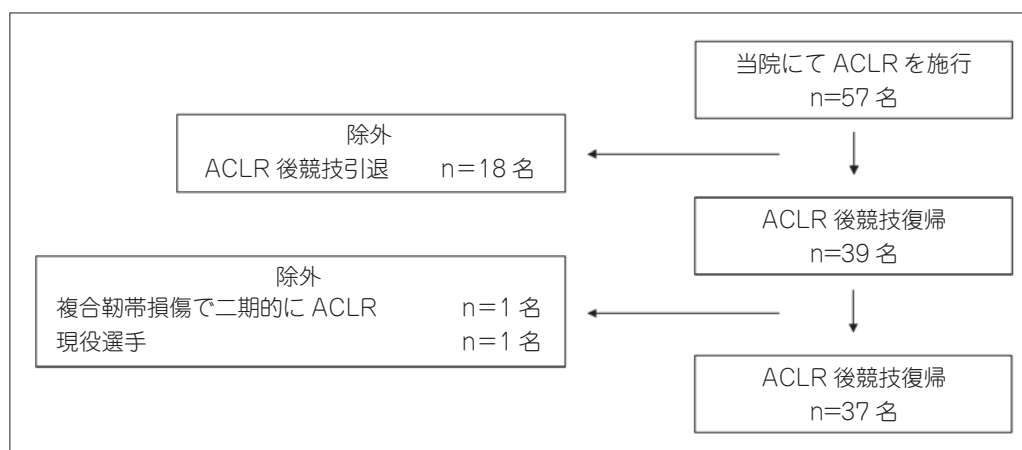 当院にて ACLR を施行
n=57 名
除外
ACLR 後競技引退 n=18 名
ACLR 後競技復帰
n=39 名
除外
複合靭帯損傷で二期的に ACLR n=1 名
現役選手 n=1 名
ACLR 後競技復帰
n=37 名